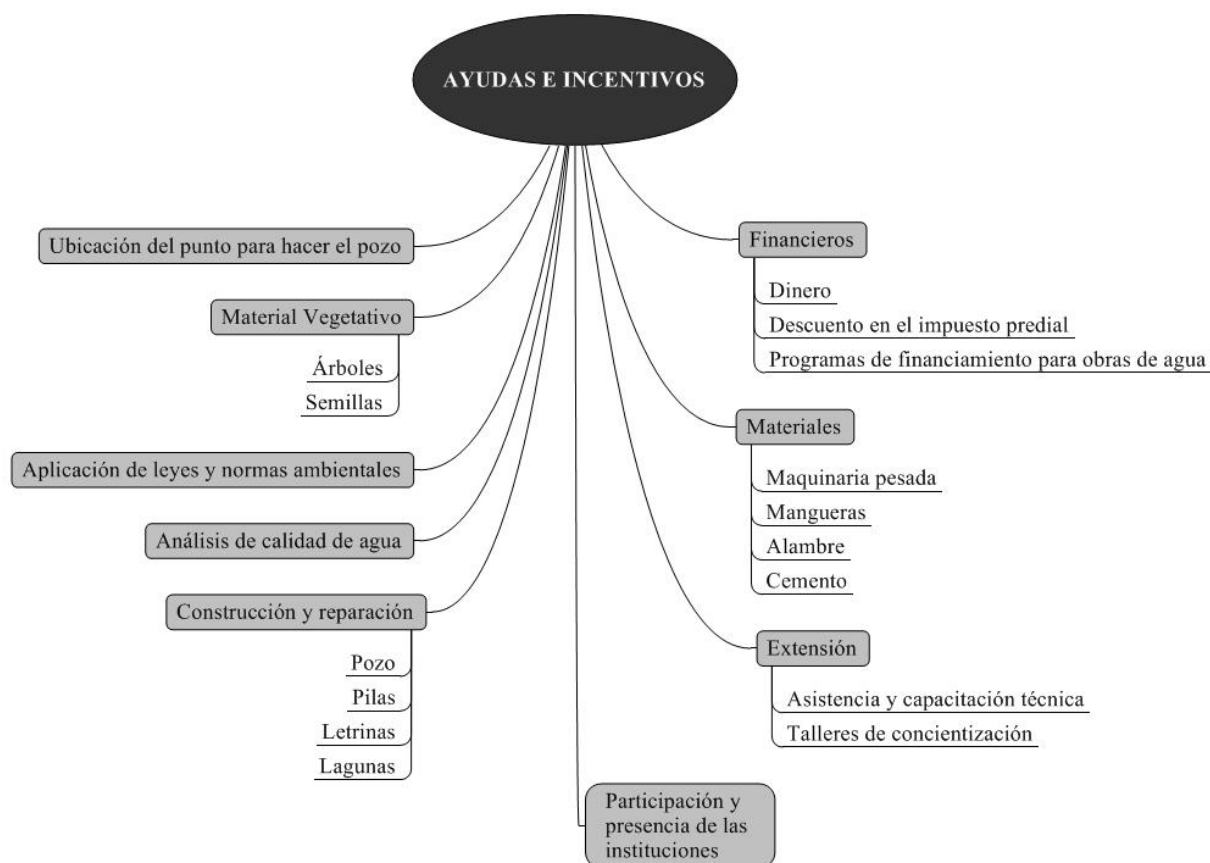 AYUDAS E INCENTIVOS
Ubicación del punto para hacer el pozo
Material Vegetativo
Árboles
Semillas
Aplicación de leyes y normas ambientales
Análisis de calidad de agua
Construcción y reparación
Pozo
Pilas
Letrinas
Lagunas
Financieros
Dinero
Descuento en el impuesto predial
Programas de financiamiento para obras de agua
Materiales
Maquinaria pesada
Mangueras
Alambre
Cemento
Extensión
Asistencia y capacitación técnica
Talleres de concientización
Participación y
presencia de las
instituciones